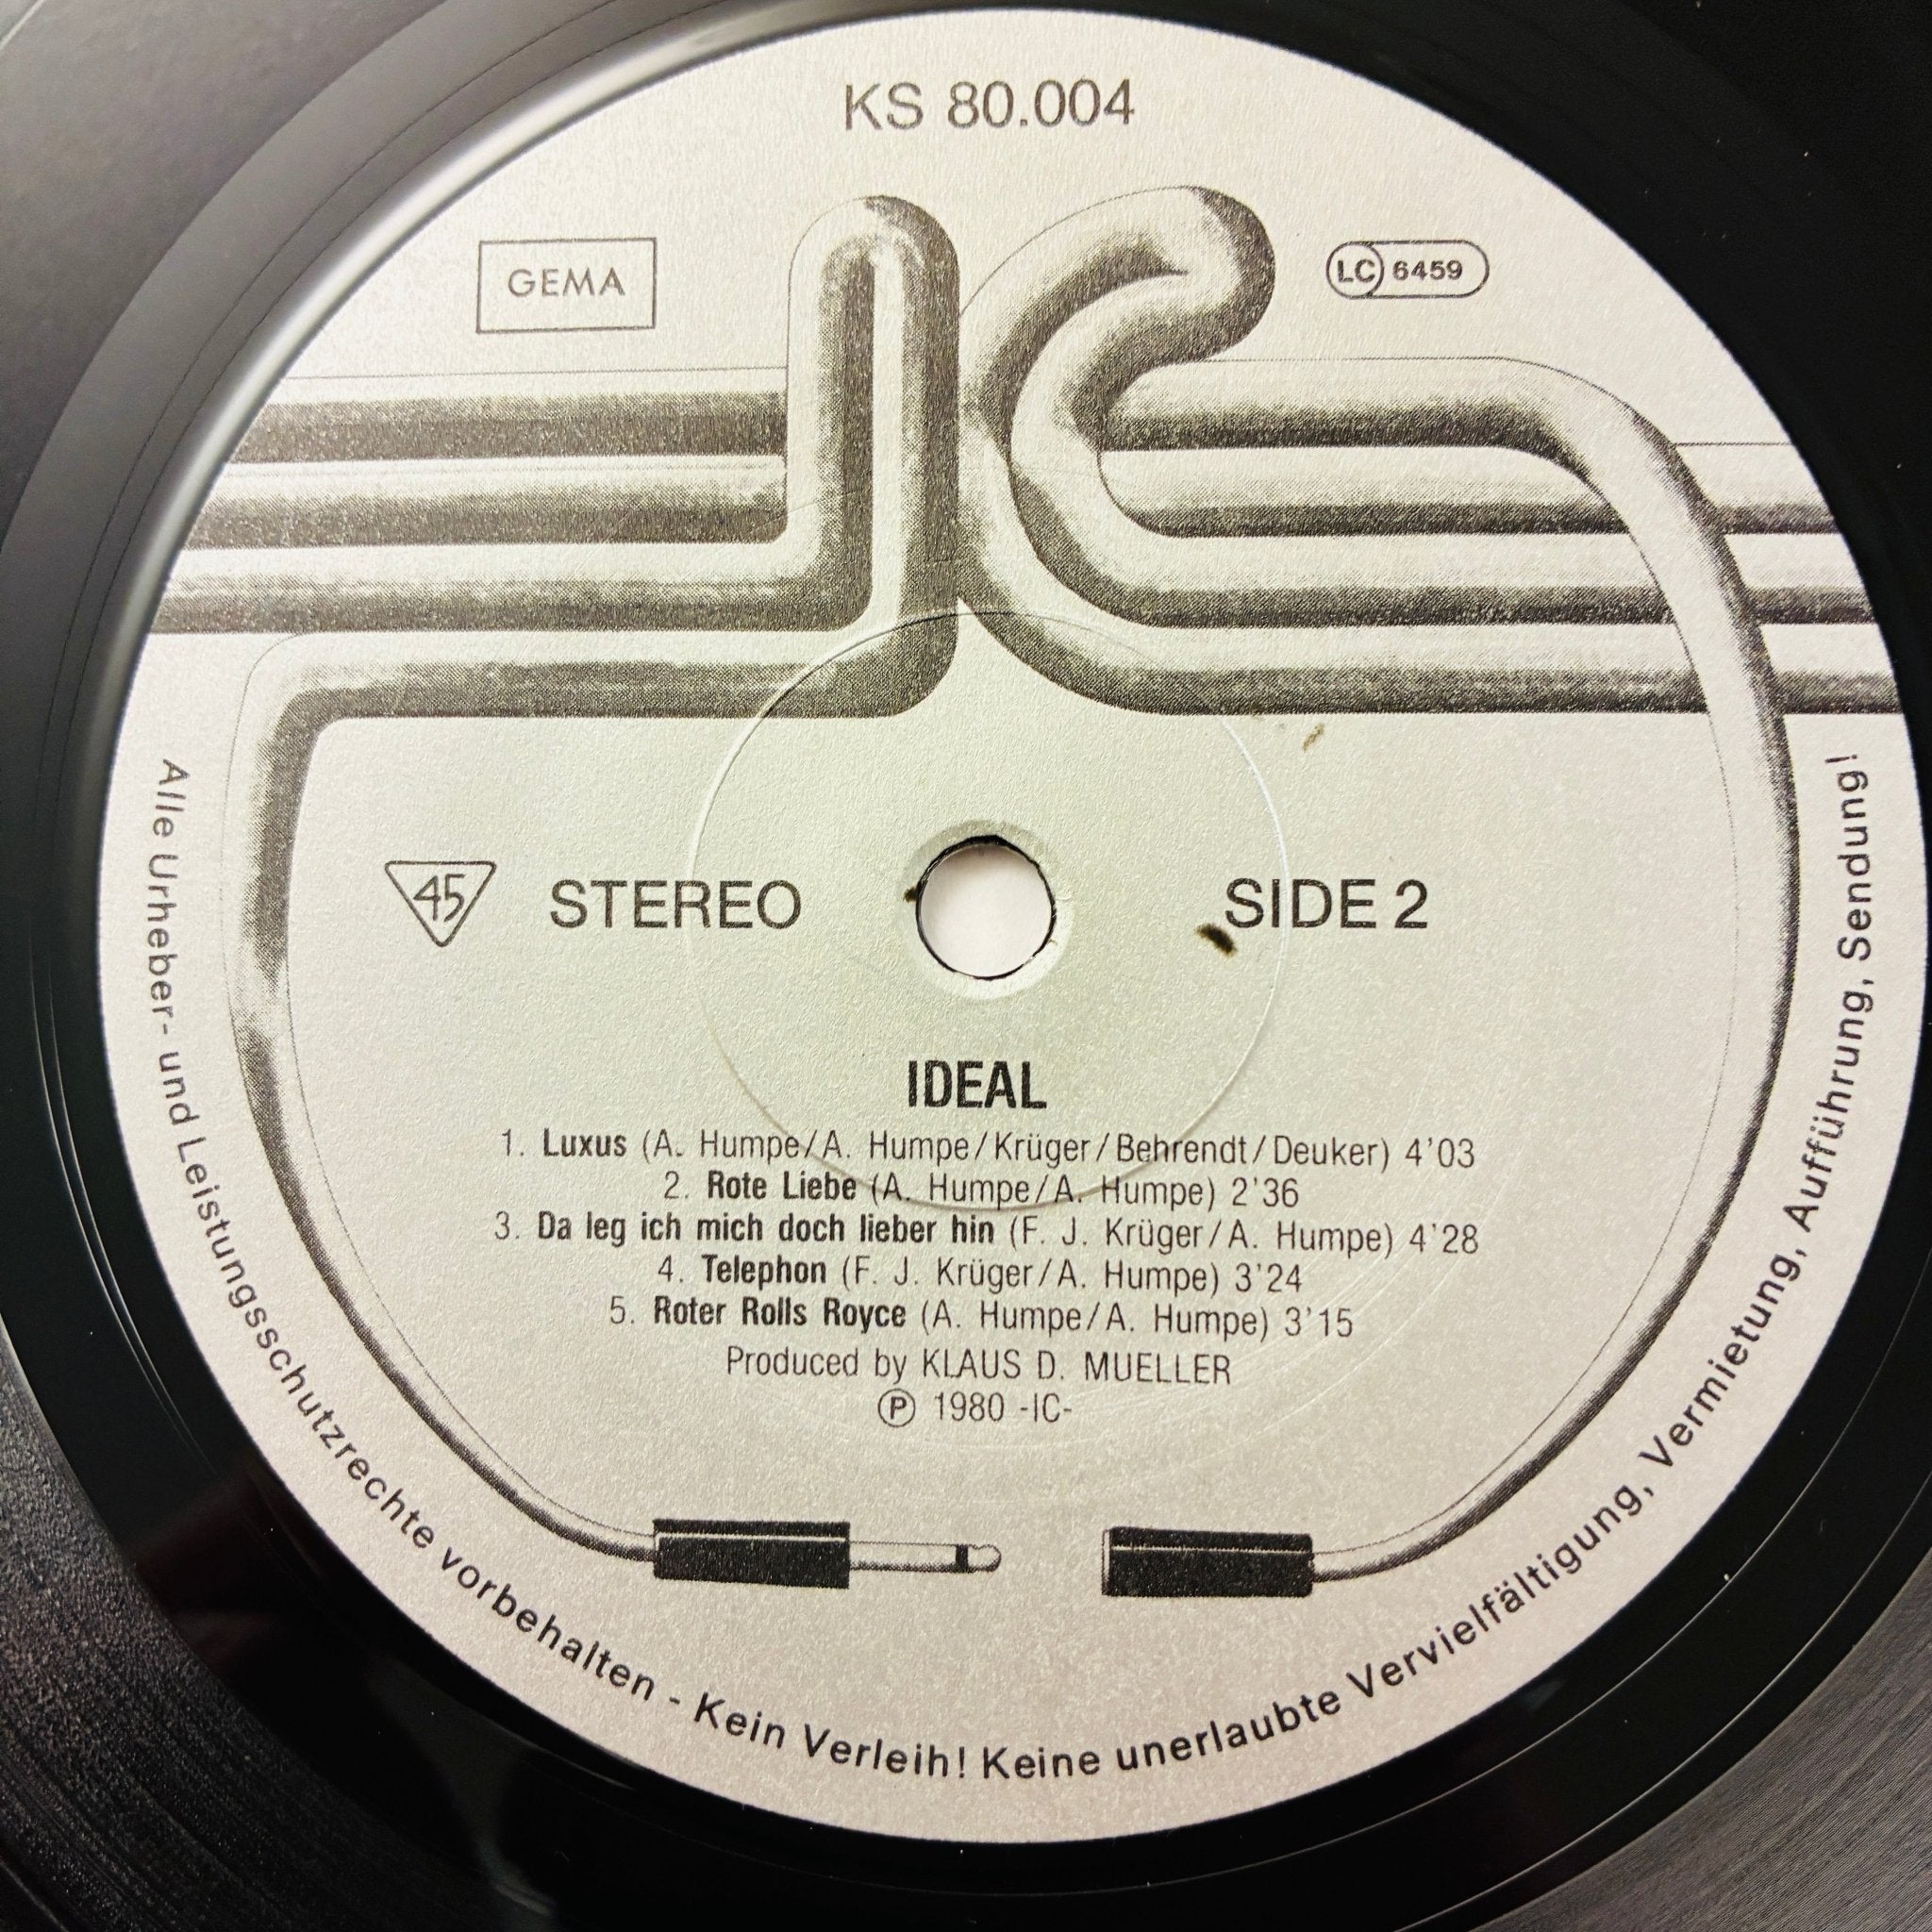 KS 80.004
GEMA
IC
LC 6459
45 STEREO SIDE 2
IDEAL
1. Luxus (A. Humpe/A. Humpe/Krüger/Behrendt/Deuker) 4'03
2. Rote Liebe (A. Humpe/A. Humpe) 2'36
3. Da leg ich mich doch lieber hin (F. J. Krüger/A. Humpe) 4'28
4. Telephon (F. J. Krüger/A. Humpe) 3'24
5. Roter Rolls Royce (A. Humpe/A. Humpe) 3'15
Produced by KLAUS D. MUELLER
Ⓟ 1980 -IC-
Alle Urheber- und Leistungsschutzrechte vorbehalten - Kein Verleih! Keine unerlaubte Vervielfältigung, Vermietung, Aufführung, Sendung!